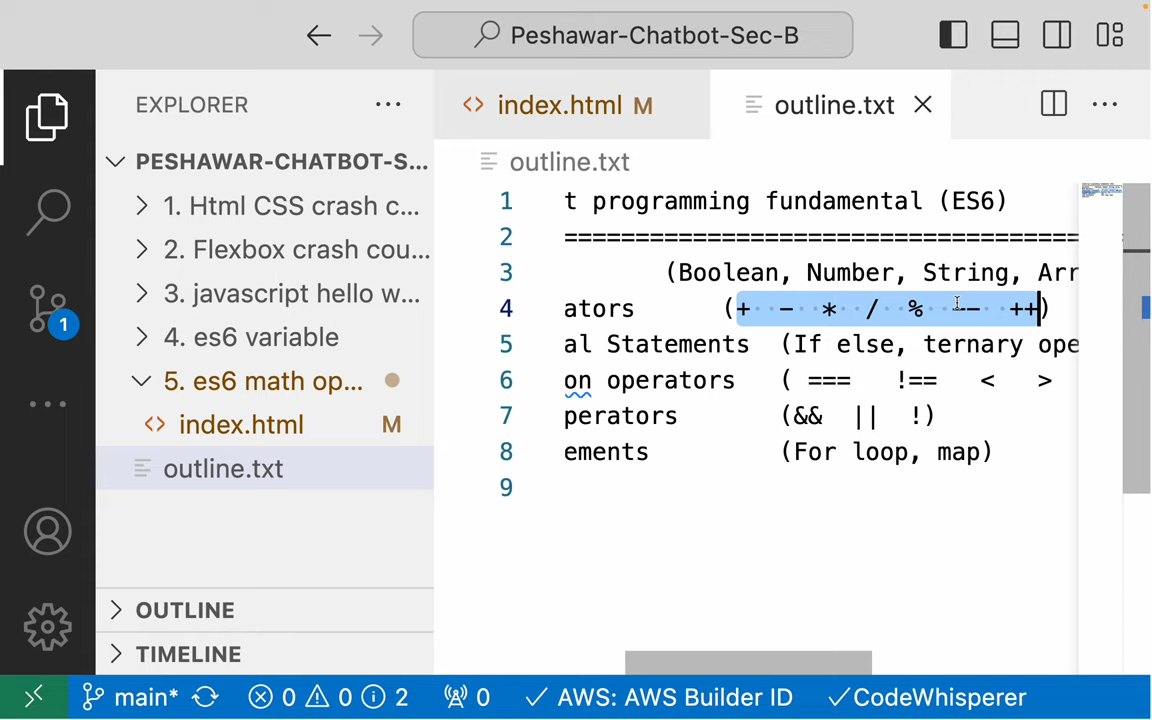 Peshawar-Chatbot-Sec-B
EXPLORER ...
PESHAWAR-CHATBOT-S...
1. Html CSS crash c...
2. Flexbox crash cou...
3. javascript hello w...
4. es6 variable
5. es6 math op...
index.html M
outline.txt
OUTLINE
TIMELINE
index.html M outline.txt ...
outline.txt
1 t programming fundamental (ES6)
2 ====================================
3 (Boolean, Number, String, Arr
4 ators (+ - * / % -- ++)
5 al Statements (If else, ternary ope
6 on operators ( === !== < >
7 perators (&& || !)
8 ements (For loop, map)
9
1
main* 0 0 2 0 AWS: AWS Builder ID CodeWhisperer